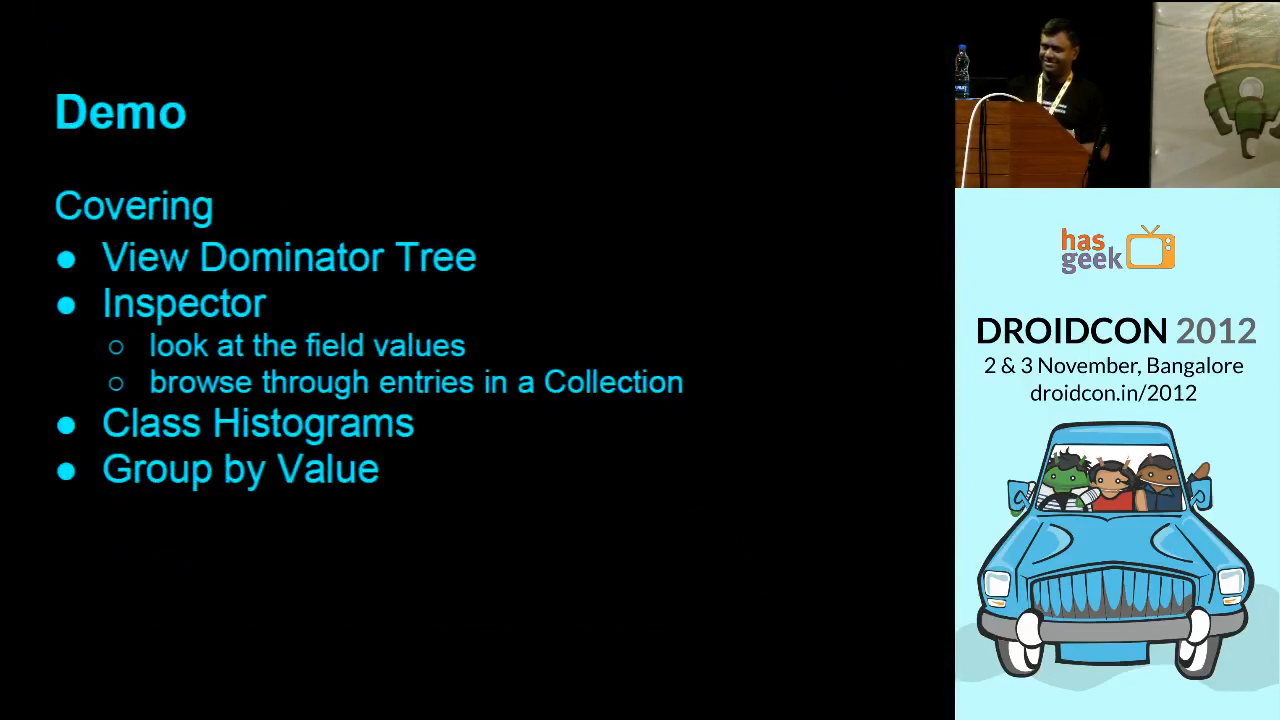 Demo
Covering
● View Dominator Tree
● Inspector
○ look at the field values
○ browse through entries in a Collection
● Class Histograms
● Group by Value
has
geek
DROIDCON 2012
2 & 3 November, Bangalore
droidcon.in/2012